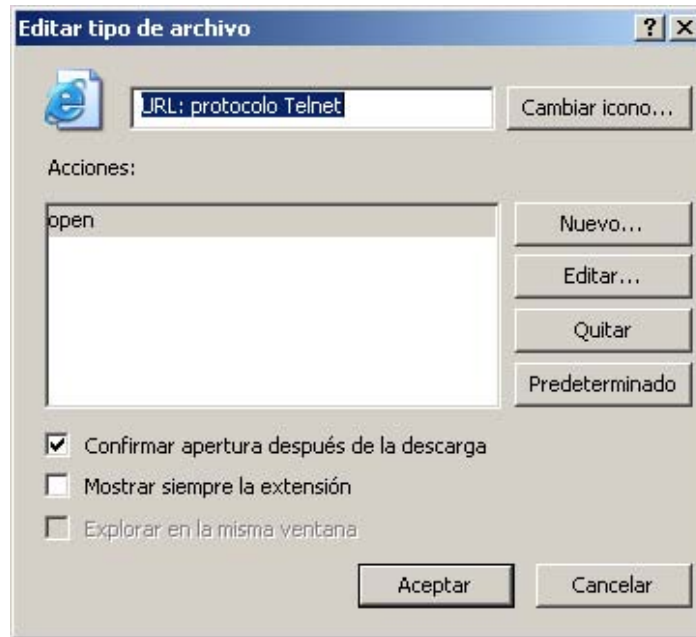 Editar tipo de archivo
URL: protocolo Telnet
Cambiar icono...
Acciones:
open
Nuevo...
Editar...
Quitar
Predeterminado
Confirmar apertura después de la descarga
Mostrar siempre la extensión
Explorar en la misma ventana
Aceptar
Cancelar